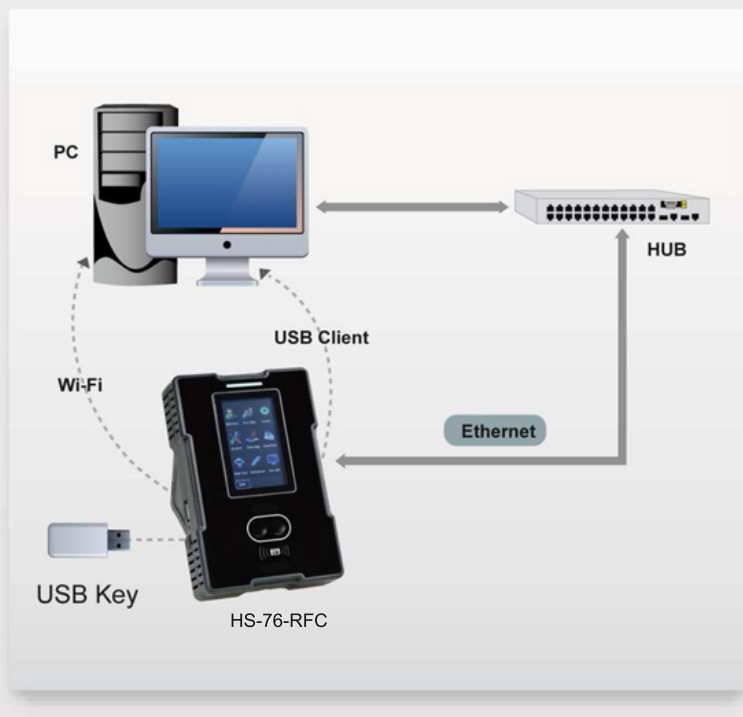 PC
HUB
USB Client
Wi-Fi
Ethernet
USB Key
HS-76-RFC